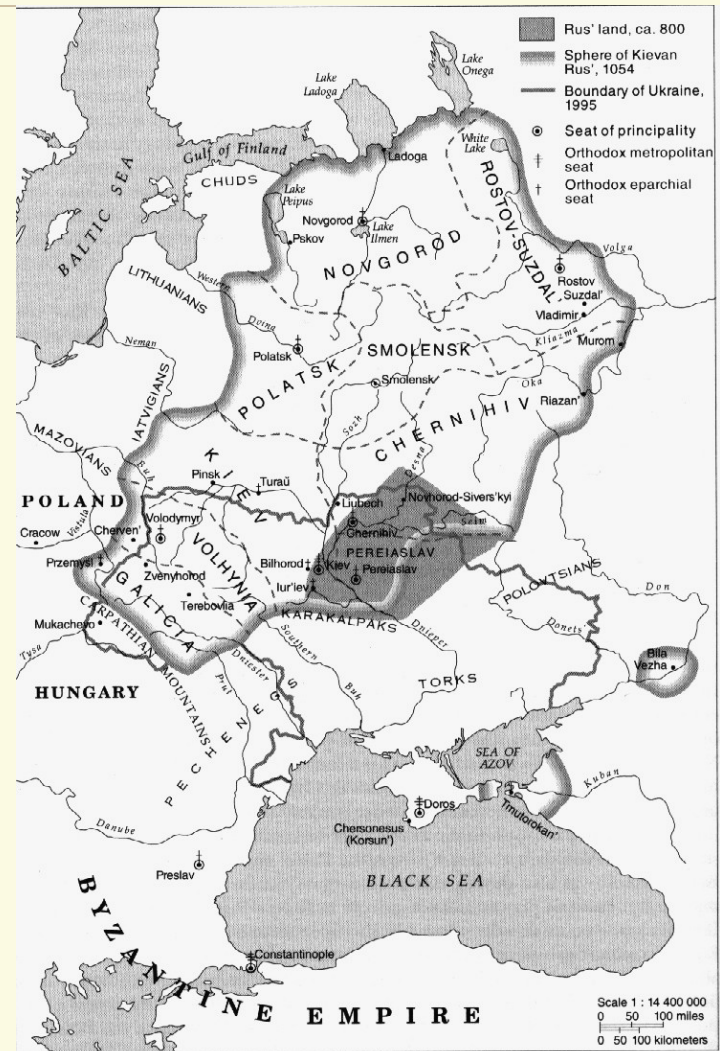 Rus' land, ca. 800
Sphere of Kievan
Rus', 1054
Boundary of Ukraine,
1995
Seat of principality
Orthodox metropolitan
seat
Orthodox eparchial
seat
Lake
Onega
Lake
Ladoga
White
Lake
Gulf of Finland
Ladoga
CHUDS
Lake
Peipus
BALTIC SEA
Novgorod
Lake
Ilmen
Pskov
NOVGOROD
ROSTOV-SUZDAL
Volga
Rostov
Suzdal'
Vladimir
Kliazma
Murom
LITHUANIANS
Western
Dvina
Polatsk
SMOLENSK
Neman
POLATSK
Smolensk
Oka
Riazan'
IATVIGIANS
Sozh
CHERNIHIV
Desna
MAZOVIANS
Buh
KIEV
Pinsk
Turaŭ
Liubech
Novhorod-Sivers'kyi
Seim
POLAND
Vistula
Volodymyr
Chernihiv
Cracow
Cherven'
PEREIASLAV
VOLHYNIA
Bilhorod
Kiev
Pereiaslav
Przemyśl
Zvenyhorod
Iur'iev
POLOVTSIANS
Don
GALICIA
Terebovlia
KARAKALPAKS
Dnieper
Donets'
Mukachevo
CARPATHIAN MOUNTAINS
Bila
Vezha
Tysa
Southern
Buh
Dniester
TORKS
Prut
HUNGARY
PECHENEGS
SEA OF
AZOV
Kuban
Doros
Tmutorokan'
Danube
Chersonesus
(Korsun')
Preslav
BLACK SEA
Constantinople
BYZANTINE EMPIRE
Scale 1 : 14 400 000
0 50 100 miles
0 50 100 kilometers